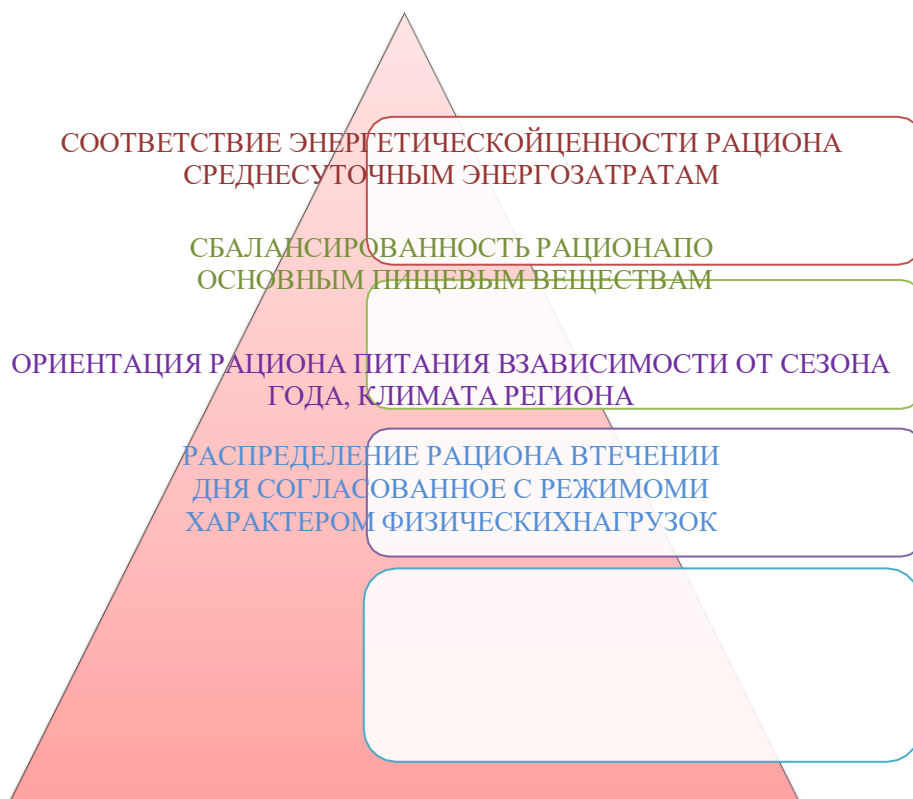 СООТВЕТСТВИЕ ЭНЕРГЕТИЧЕСКОЙЦЕННОСТИ РАЦИОНА
СРЕДНЕСУТОЧНЫМ ЭНЕРГОЗАТРАТАМ
СБАЛАНСИРОВАННОСТЬ РАЦИОНАПО
ОСНОВНЫМ ПИЩЕВЫМ ВЕЩЕСТВАМ
ОРИЕНТАЦИЯ РАЦИОНА ПИТАНИЯ ВЗАВИСИМОСТИ ОТ СЕЗОНА
ГОДА, КЛИМАТА РЕГИОНА
РАСПРЕДЕЛЕНИЕ РАЦИОНА ВТЕЧЕНИИ
ДНЯ СОГЛАСОВАННОЕ С РЕЖИМОМИ
ХАРАКТЕРОМ ФИЗИЧЕСКИХНАГРУЗОК